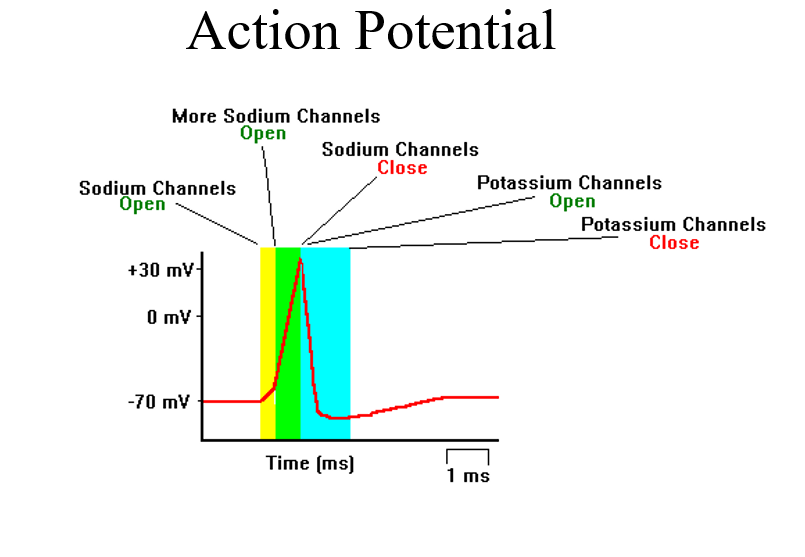 Action Potential
More Sodium Channels
Open
Sodium Channels
Close
Sodium Channels
Open
Potassium Channels
Open
Potassium Channels
Close
+30 mV
0 mV
-70 mV
Time (ms)
1 ms